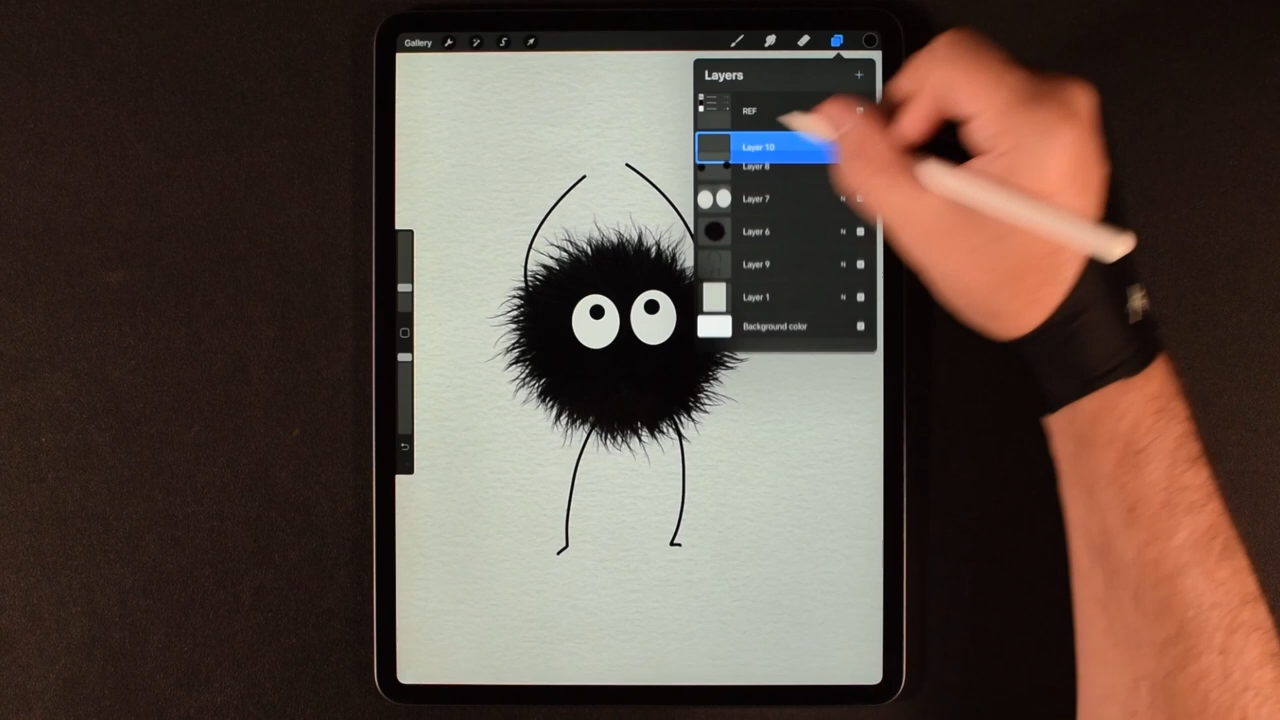 Gallery
Layers
REF
Layer 10
Layer 8
Layer 7 N
Layer 6 N
Layer 9 N
Layer 1 N
Background color